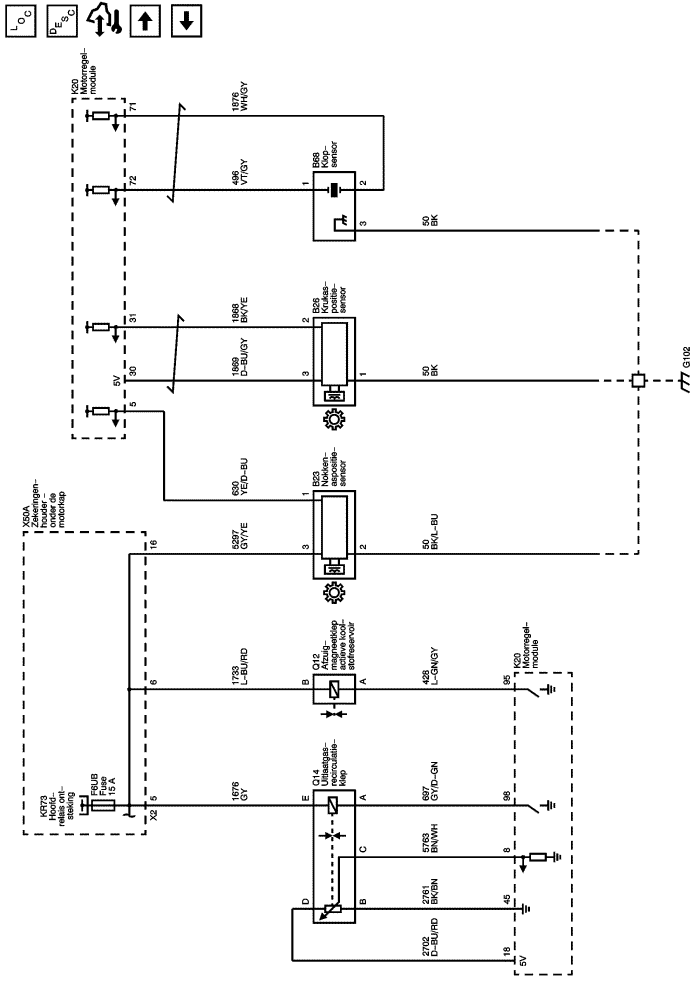 LOC
DESC
K20
Motorregel–
module
71
1876
WH/GY
72
496
VT/GY
1
B68
Klop–
sensor
2
3
50
BK
31
1868
BK/YE
2
B26
Krukas–
positie–
sensor
5V
30
1869
D–BU/GY
3
1
50
BK
G102
5
630
YE/D–BU
1
B23
Nokken–
aspositie–
sensor
X50A
Zekeringen–
houder –
onder de
motorkap
16
5297
GY/YE
3
2
50
BK/L–BU
6
1733
L–BU/RD
B
Q12
Afzuig–
magneetklep
actieve kool–
stofreservoir
A
428
L–GN/GY
95
K20
Motorregel–
module
KR73
Hoofd–
relais ont–
steking
F6UB
Fuse
15 A
5
X2
1676
GY
E
Q14
Uitlaatgas–
recirculatie–
klep
A
697
GY/D–GN
98
C
5763
BN/WH
8
D
B
2761
BK/BN
45
2702
D–BU/RD
18
5V